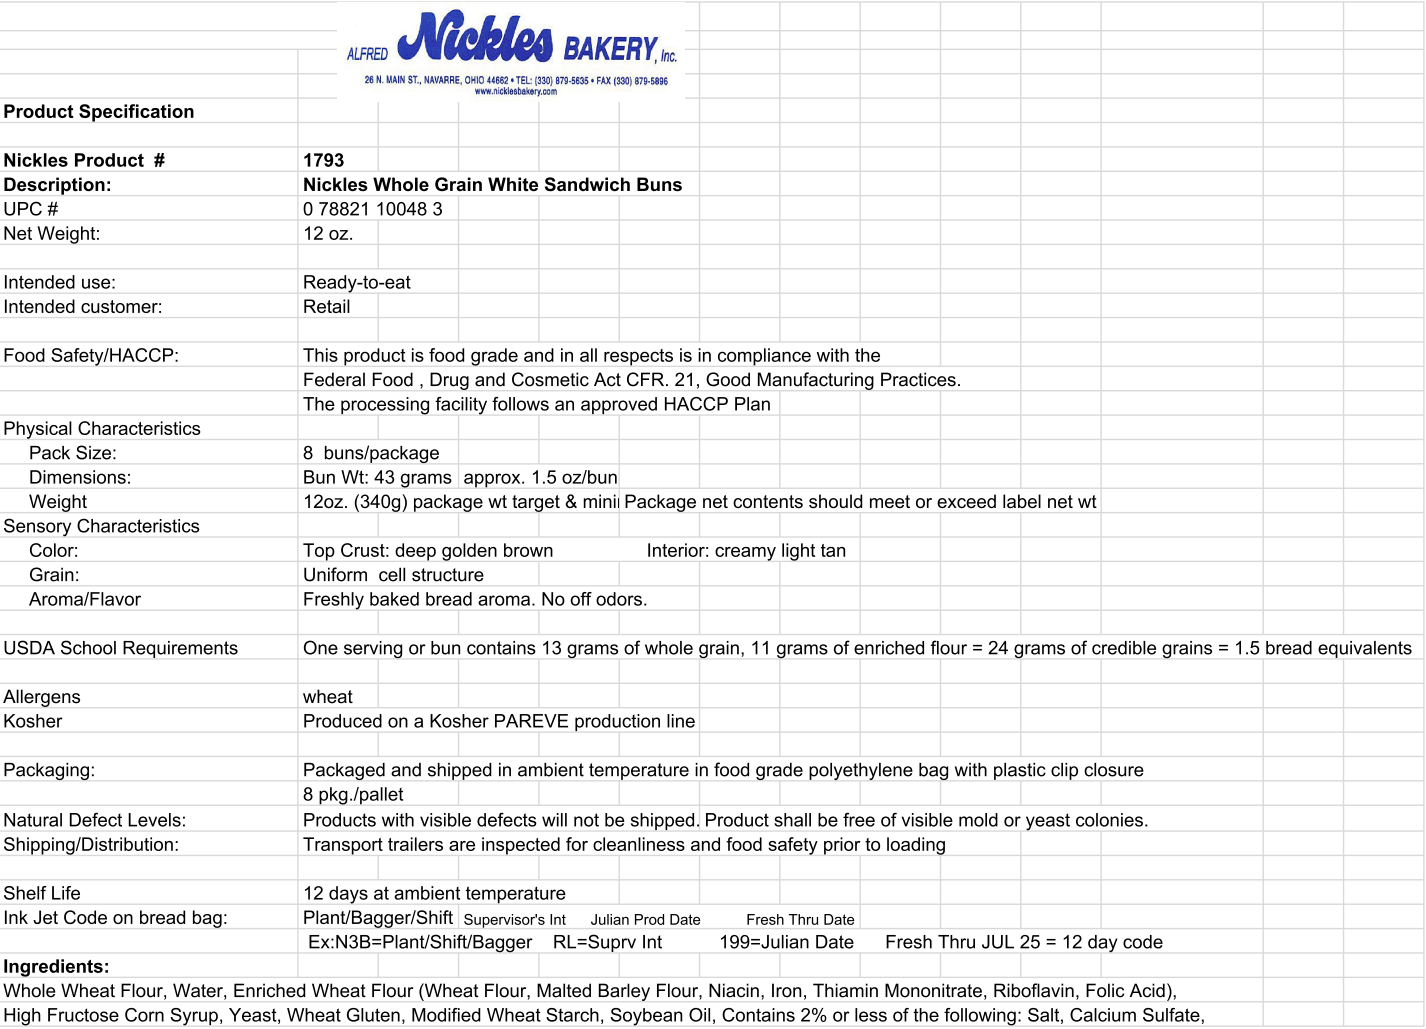 ALFRED Nickles BAKERY, Inc.
26 N. MAIN ST., NAVARRE, OHIO 44662 • TEL: (330) 879-5635 • FAX (330) 879-5896
www.nicklesbakery.com
Product Specification
Nickles Product # 1793
Description: Nickles Whole Grain White Sandwich Buns
UPC # 0 78821 10048 3
Net Weight: 12 oz.
Intended use: Ready-to-eat
Intended customer: Retail
Food Safety/HACCP: This product is food grade and in all respects is in compliance with the
Federal Food , Drug and Cosmetic Act CFR. 21, Good Manufacturing Practices.
The processing facility follows an approved HACCP Plan
Physical Characteristics
Pack Size: 8 buns/package
Dimensions: Bun Wt: 43 grams approx. 1.5 oz/bun
Weight 12oz. (340g) package wt target & mini Package net contents should meet or exceed label net wt
Sensory Characteristics
Color: Top Crust: deep golden brown Interior: creamy light tan
Grain: Uniform cell structure
Aroma/Flavor Freshly baked bread aroma. No off odors.
USDA School Requirements One serving or bun contains 13 grams of whole grain, 11 grams of enriched flour = 24 grams of credible grains = 1.5 bread equivalents
Allergens wheat
Kosher Produced on a Kosher PAREVE production line
Packaging: Packaged and shipped in ambient temperature in food grade polyethylene bag with plastic clip closure
8 pkg./pallet
Natural Defect Levels: Products with visible defects will not be shipped. Product shall be free of visible mold or yeast colonies.
Shipping/Distribution: Transport trailers are inspected for cleanliness and food safety prior to loading
Shelf Life 12 days at ambient temperature
Ink Jet Code on bread bag: Plant/Bagger/Shift Supervisor's Int Julian Prod Date Fresh Thru Date
Ex:N3B=Plant/Shift/Bagger RL=Suprv Int 199=Julian Date Fresh Thru JUL 25 = 12 day code
Ingredients:
Whole Wheat Flour, Water, Enriched Wheat Flour (Wheat Flour, Malted Barley Flour, Niacin, Iron, Thiamin Mononitrate, Riboflavin, Folic Acid),
High Fructose Corn Syrup, Yeast, Wheat Gluten, Modified Wheat Starch, Soybean Oil, Contains 2% or less of the following: Salt, Calcium Sulfate,